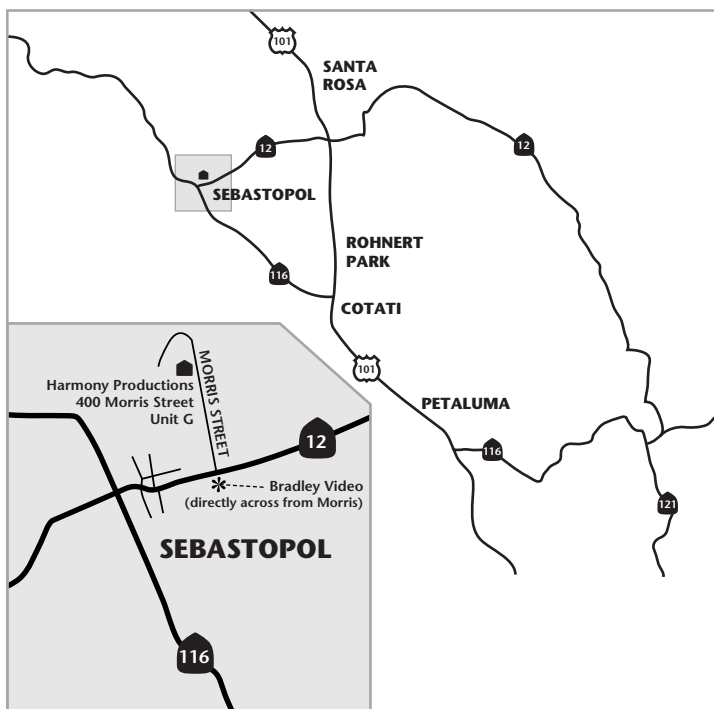 101
SANTA
ROSA
12
12
SEBASTOPOL
ROHNERT
PARK
116
COTATI
101
PETALUMA
116
121
MORRIS STREET
Harmony Productions
400 Morris Street
Unit G
12
Bradley Video
(directly across from Morris)
SEBASTOPOL
116